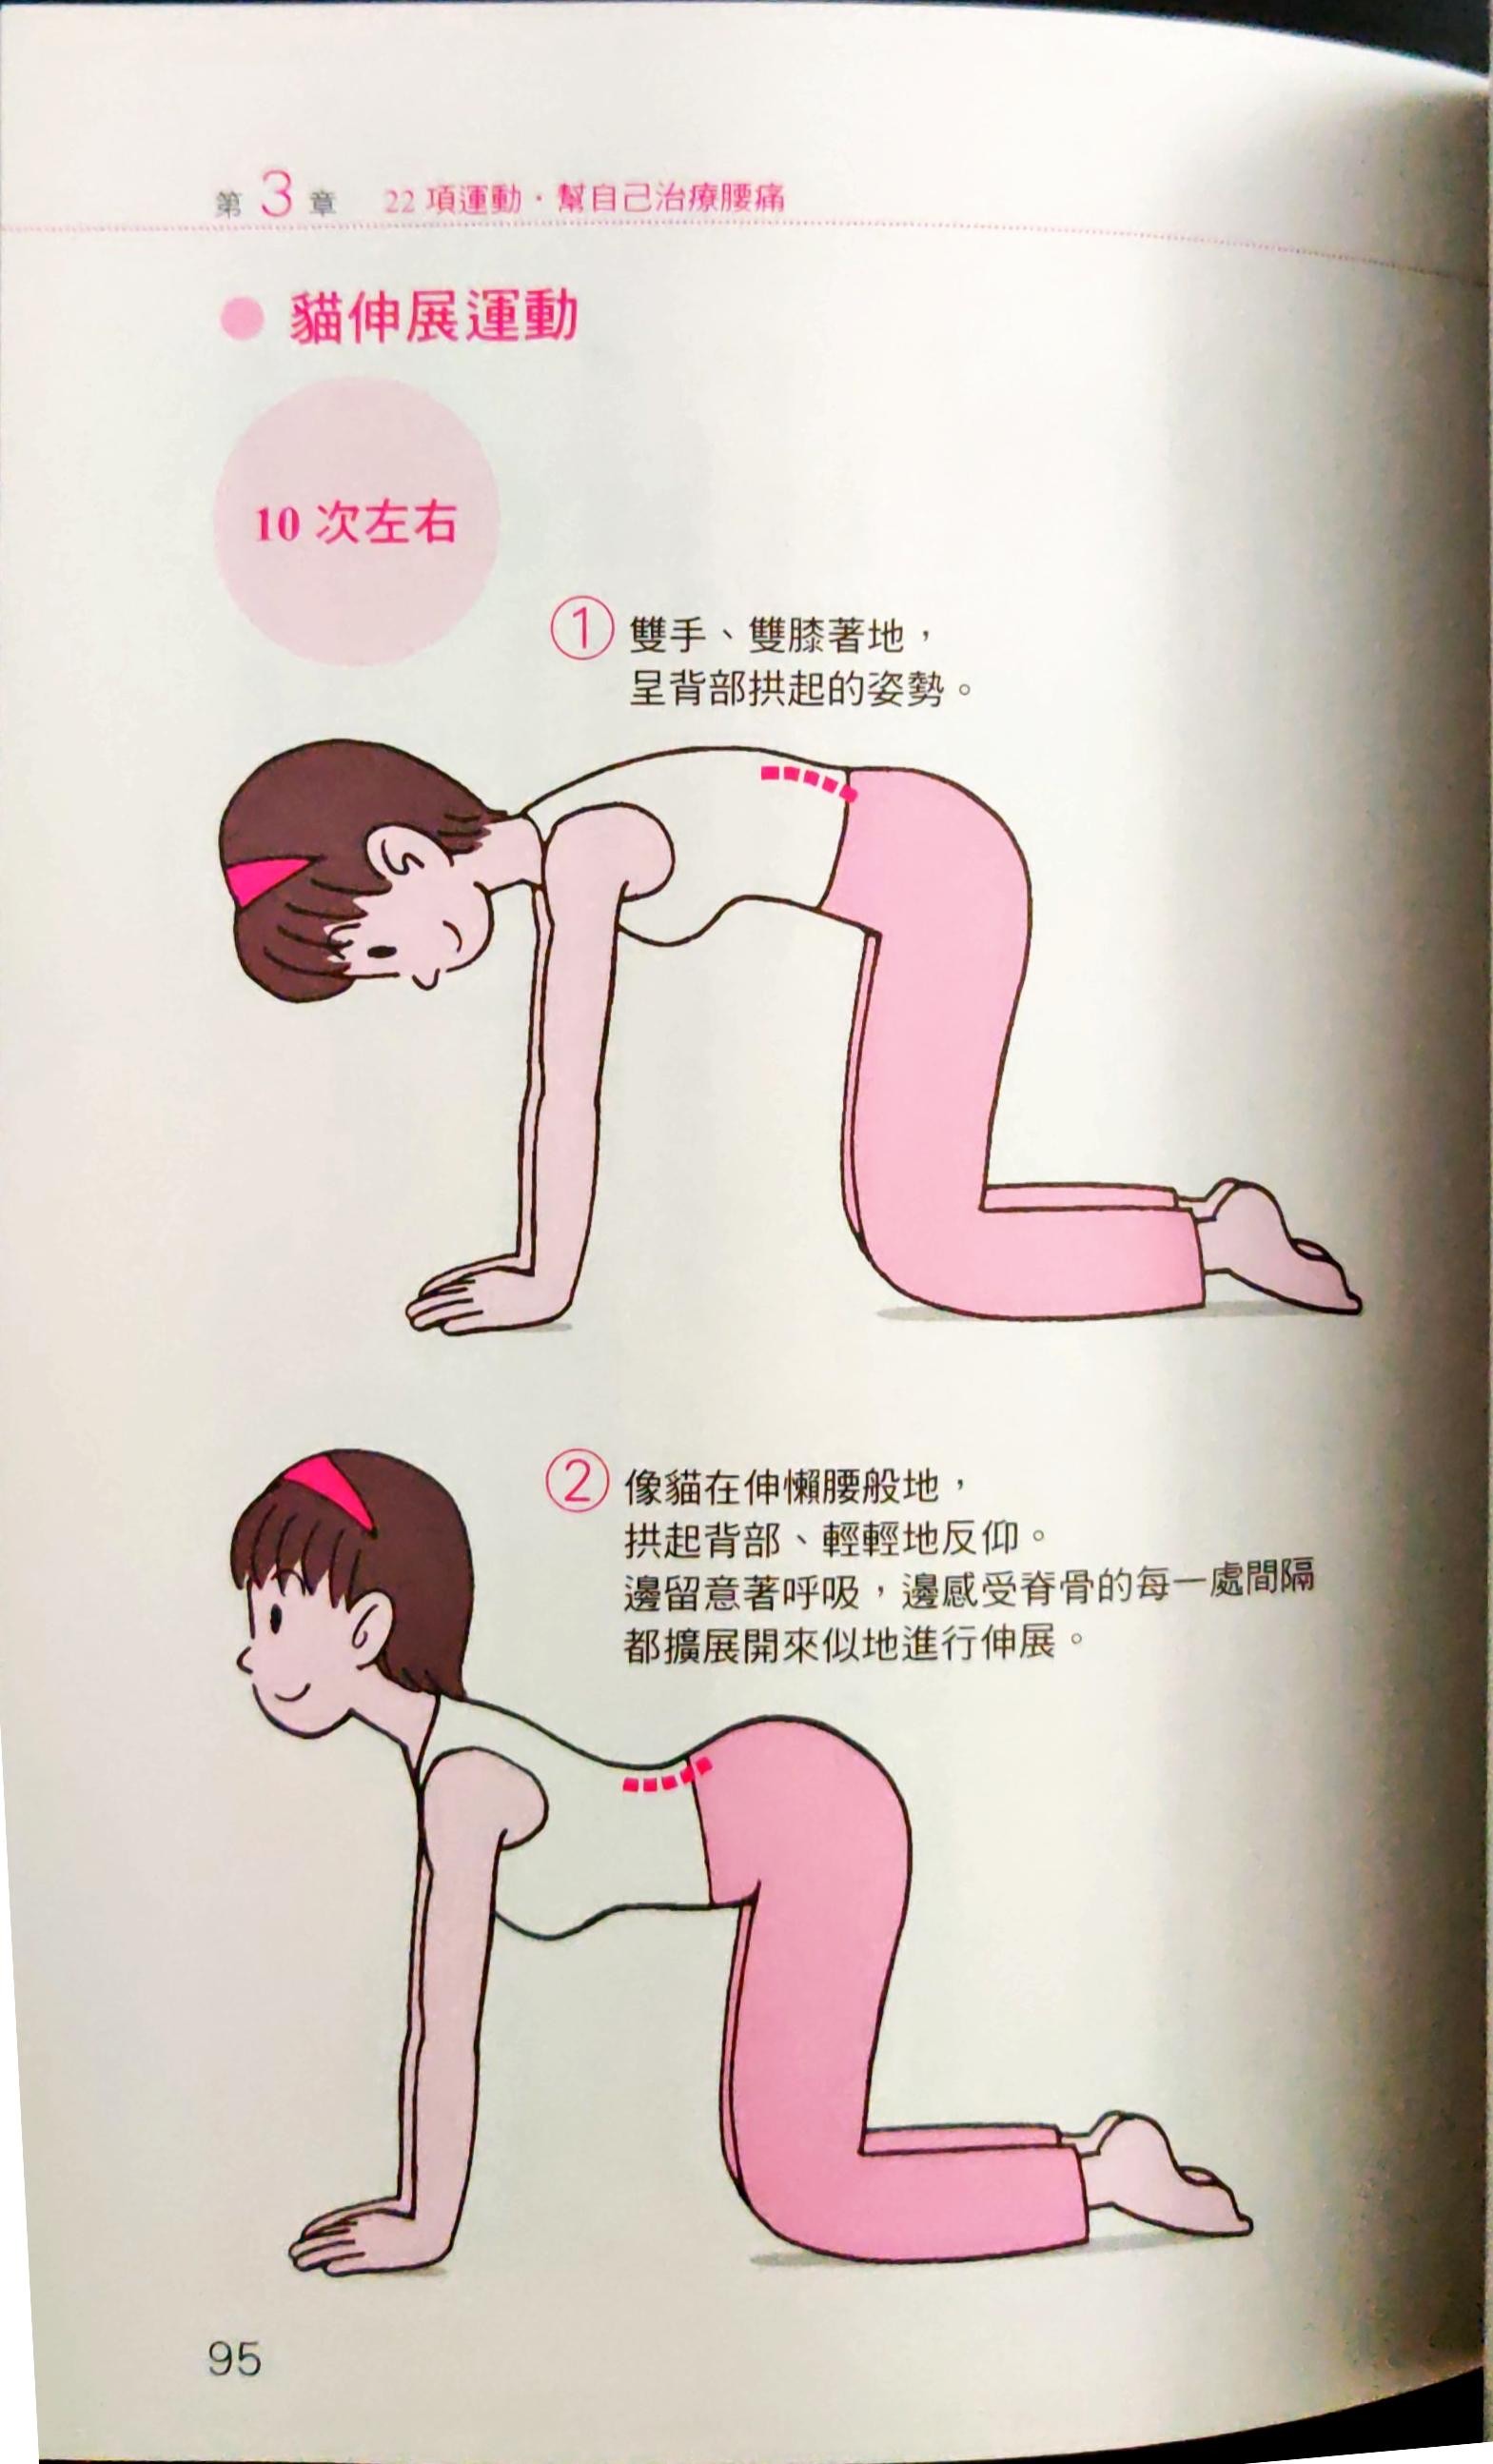 第3章 22項運動・幫自己治療腰痛
貓伸展運動
10次左右
① 雙手、雙膝著地，
呈背部拱起的姿勢。
② 像貓在伸懶腰般地，
拱起背部、輕輕地反仰。
邊留意著呼吸，邊感受脊骨的每一處間隔
都擴展開來似地進行伸展。
95